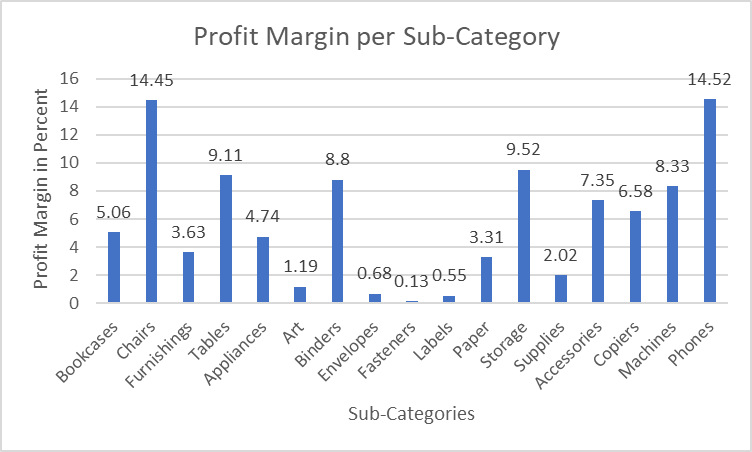 Profit Margin per Sub-Category
Profit Margin in Percent
16
14
12
10
8
6
4
2
0
5.06
14.45
3.63
9.11
4.74
1.19
8.8
0.68
0.13
0.55
3.31
9.52
2.02
7.35
6.58
8.33
14.52
Bookcases
Chairs
Furnishings
Tables
Appliances
Art
Binders
Envelopes
Fasteners
Labels
Paper
Storage
Supplies
Accessories
Copiers
Machines
Phones
Sub-Categories